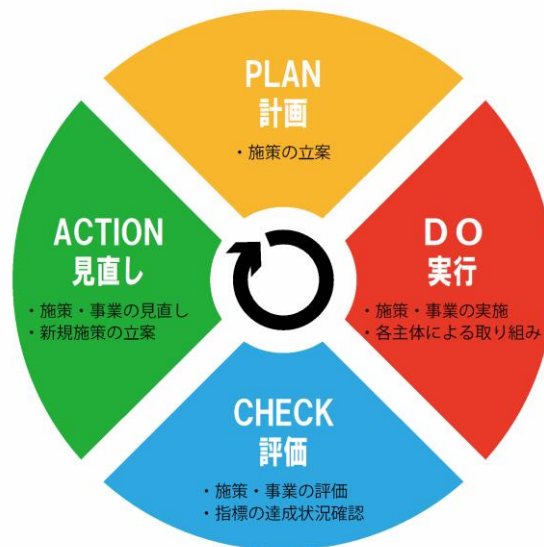 PLAN
計画
・施策の立案
DO
実行
・施策・事業の実施
・各主体による取り組み
CHECK
評価
・施策・事業の評価
・指標の達成状況確認
ACTION
見直し
・施策・事業の見直し
・新規施策の立案